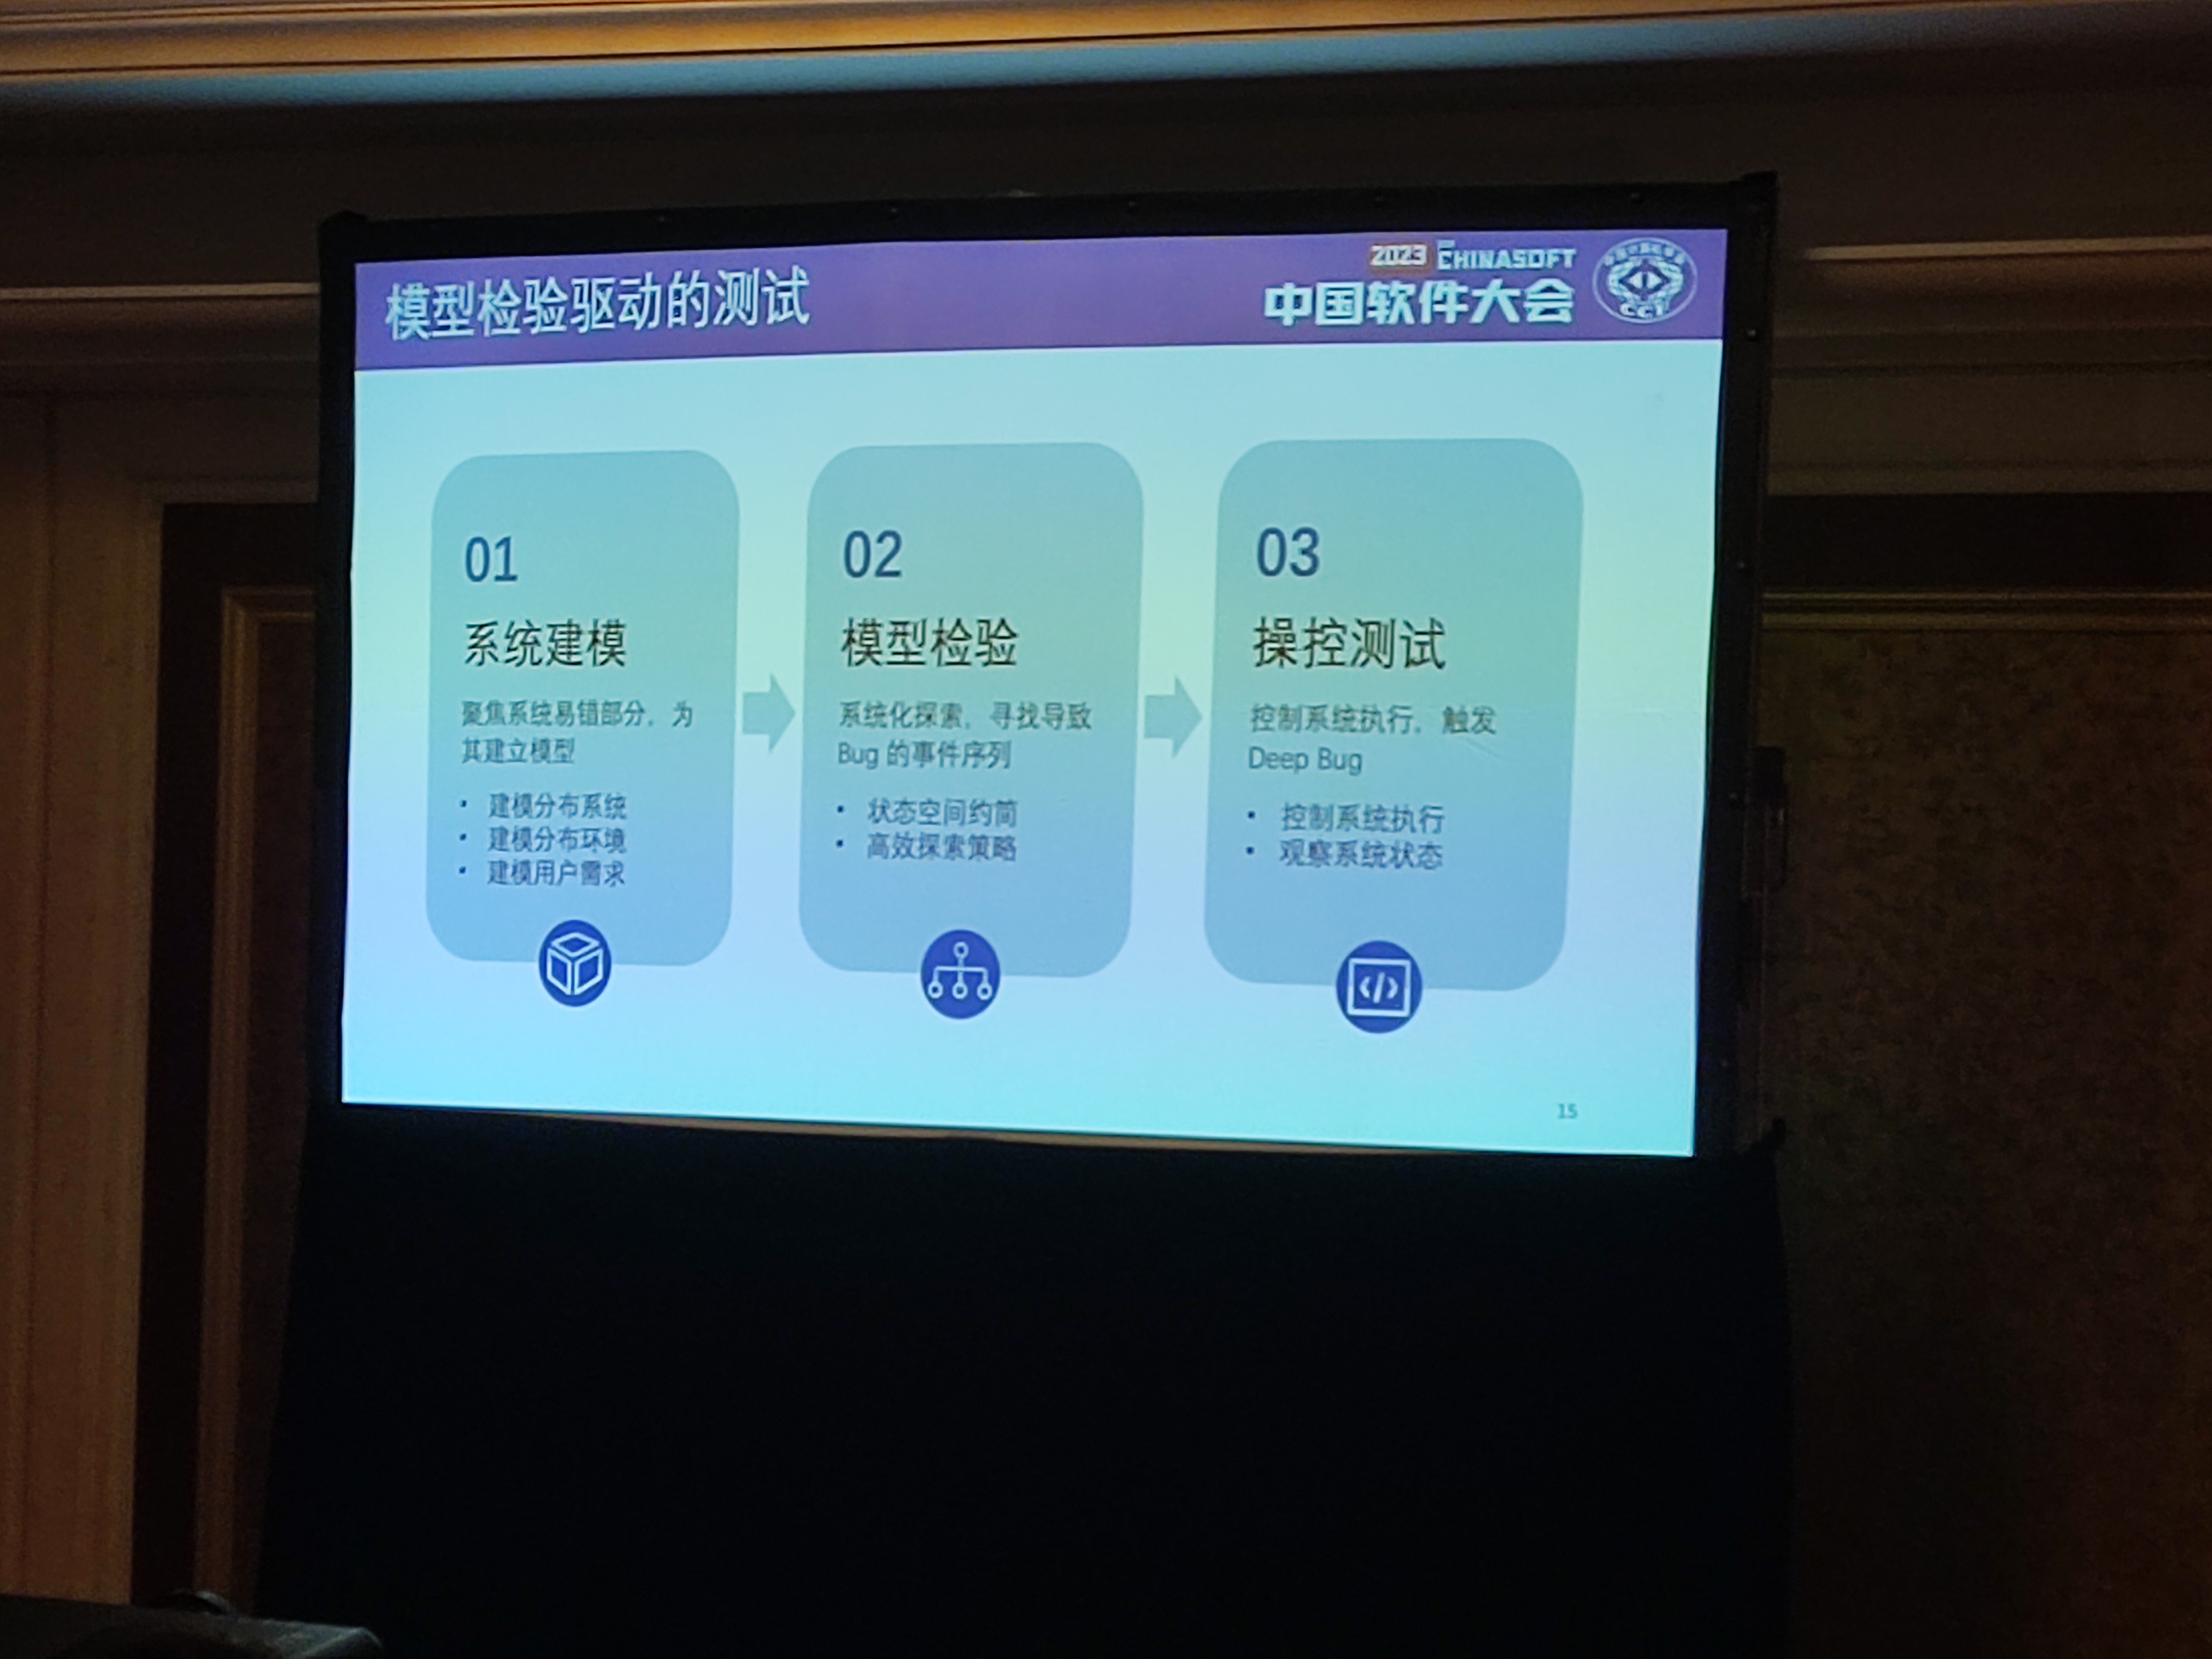 模型检验驱动的测试
2023 CHINASOFT
中国软件大会
CCF
01
系统建模
聚焦系统易错部分，为
其建立模型
• 建模分布系统
• 建模分布环境
• 建模用户需求
02
模型检验
系统化探索，寻找导致
Bug 的事件序列
• 状态空间约简
• 高效探索策略
03
操控测试
控制系统执行，触发
Deep Bug
• 控制系统执行
• 观察系统状态
15